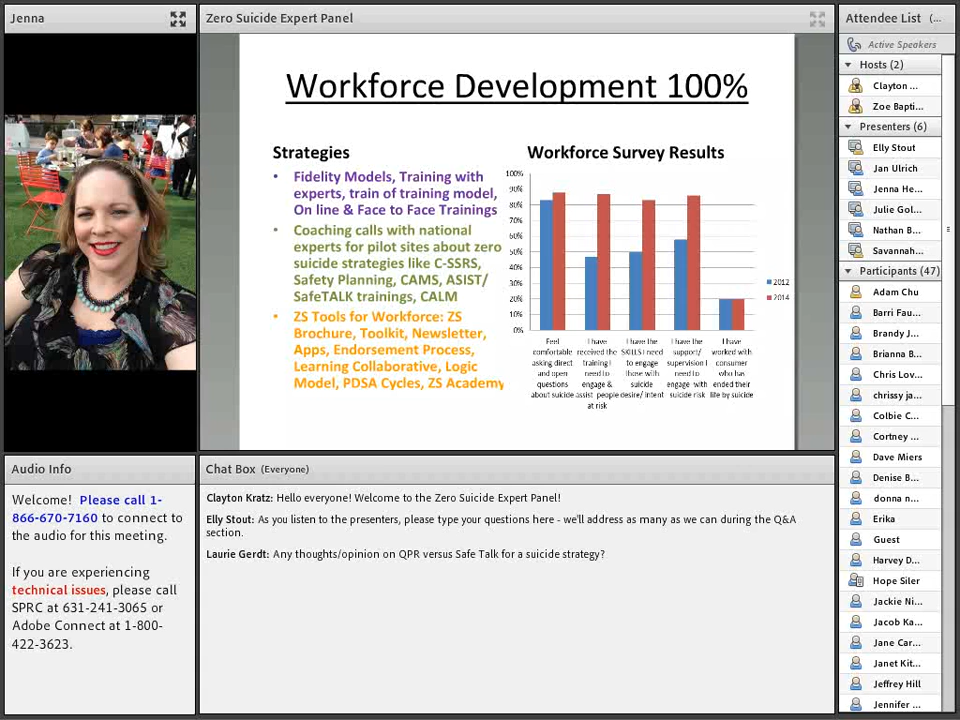 Jenna
Zero Suicide Expert Panel
Workforce Development 100%
Strategies
• Fidelity Models, Training with
experts, train of training model,
On line & Face to Face Trainings
• Coaching calls with national
experts for pilot sites about zero
suicide strategies like C-SSRS,
Safety Planning, CAMS, ASIST/
SafeTALK trainings, CALM
• ZS Tools for Workforce: ZS
Brochure, Toolkit, Newsletter,
Apps, Endorsement Process,
Learning Collaborative, Logic
Model, PDSA Cycles, ZS Academy
Workforce Survey Results
100%
90%
80%
70%
60%
50%
40%
30%
20%
10%
0%
2012
2014
Feel
comfortable
asking direct
and open
questions
about suicide
I have
received the
training I
need to
engage &
assist people
at risk
I have the
SKILLS I need
to engage
those with
suicide
desire/ intent
I have the
support/
supervision I
need to
engage with
suicide risk
I have
worked with
consumer
who has
ended their
life by suicide
Attendee List (...
Active Speakers
Hosts (2)
Clayton ...
Zoe Bapti...
Presenters (6)
Elly Stout
Jan Ulrich
Jenna He...
Julie Gol...
Nathan B...
Savannah...
Participants (47)
Adam Chu
Barri Fau...
Brandy J...
Brianna B...
Chris Lov...
chrissy ja...
Colbie C...
Cortney ...
Dave Miers
Denise B...
donna n...
Erika
Guest
Harvey D...
Hope Siler
Jackie Ni...
Jacob Ka...
Jane Car...
Janet Kit...
Jeffrey Hill
Jennifer ...
Audio Info
Welcome! Please call 1-
866-670-7160 to connect to
the audio for this meeting.
If you are experiencing
technical issues, please call
SPRC at 631-241-3065 or
Adobe Connect at 1-800-
422-3623.
Chat Box (Everyone)
Clayton Kratz: Hello everyone! Welcome to the Zero Suicide Expert Panel!
Elly Stout: As you listen to the presenters, please type your questions here - we'll address as many as we can during the Q&A
section.
Laurie Gerdt: Any thoughts/opinion on QPR versus Safe Talk for a suicide strategy?